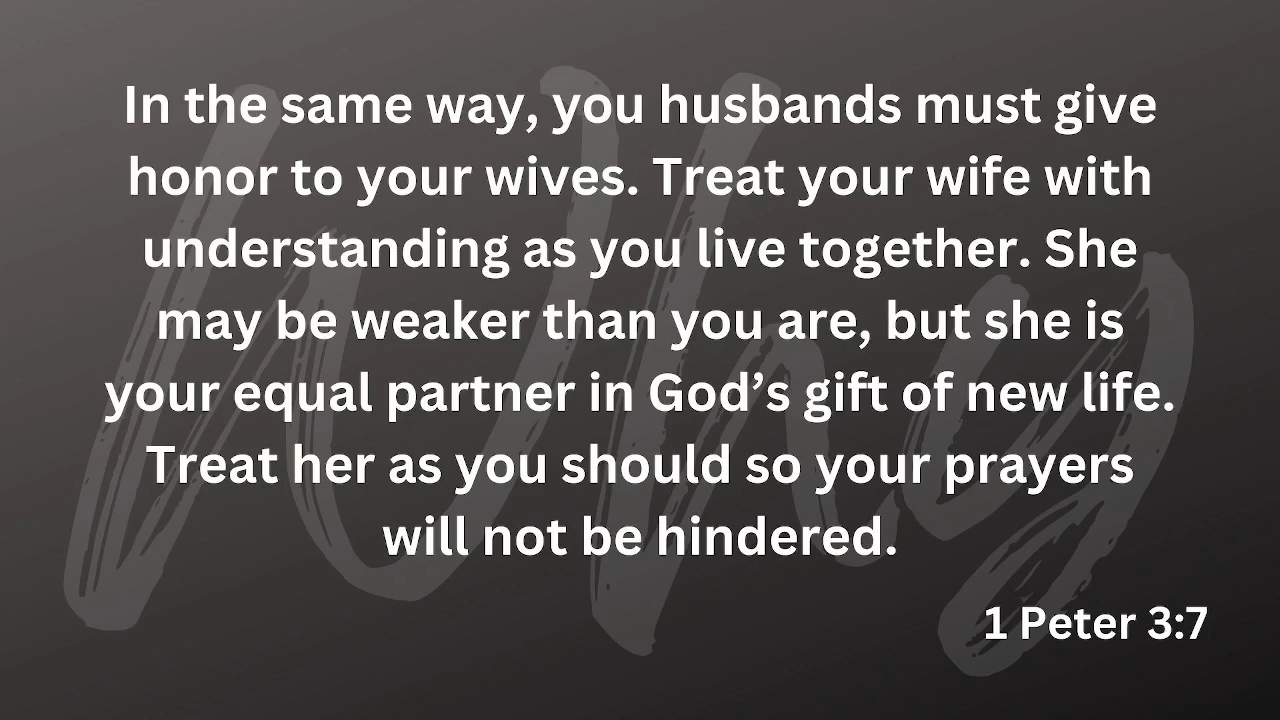 Why
In the same way, you husbands must give
honor to your wives. Treat your wife with
understanding as you live together. She
may be weaker than you are, but she is
your equal partner in God’s gift of new life.
Treat her as you should so your prayers
will not be hindered.
1 Peter 3:7